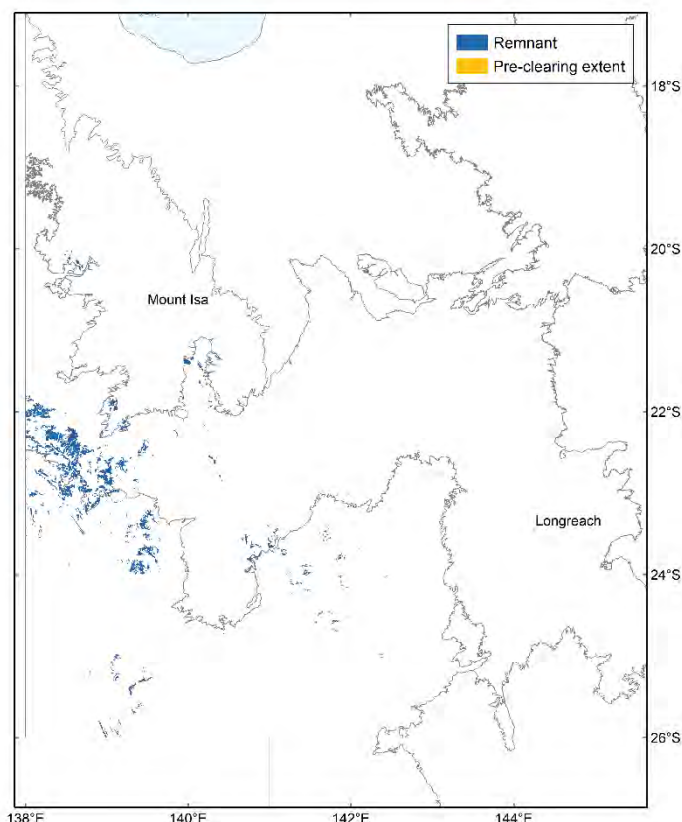 Remnant
Pre-clearing extent
18°S
20°S
Mount Isa
22°S
Longreach
24°S
26°S
138°E
140°E
142°E
144°E